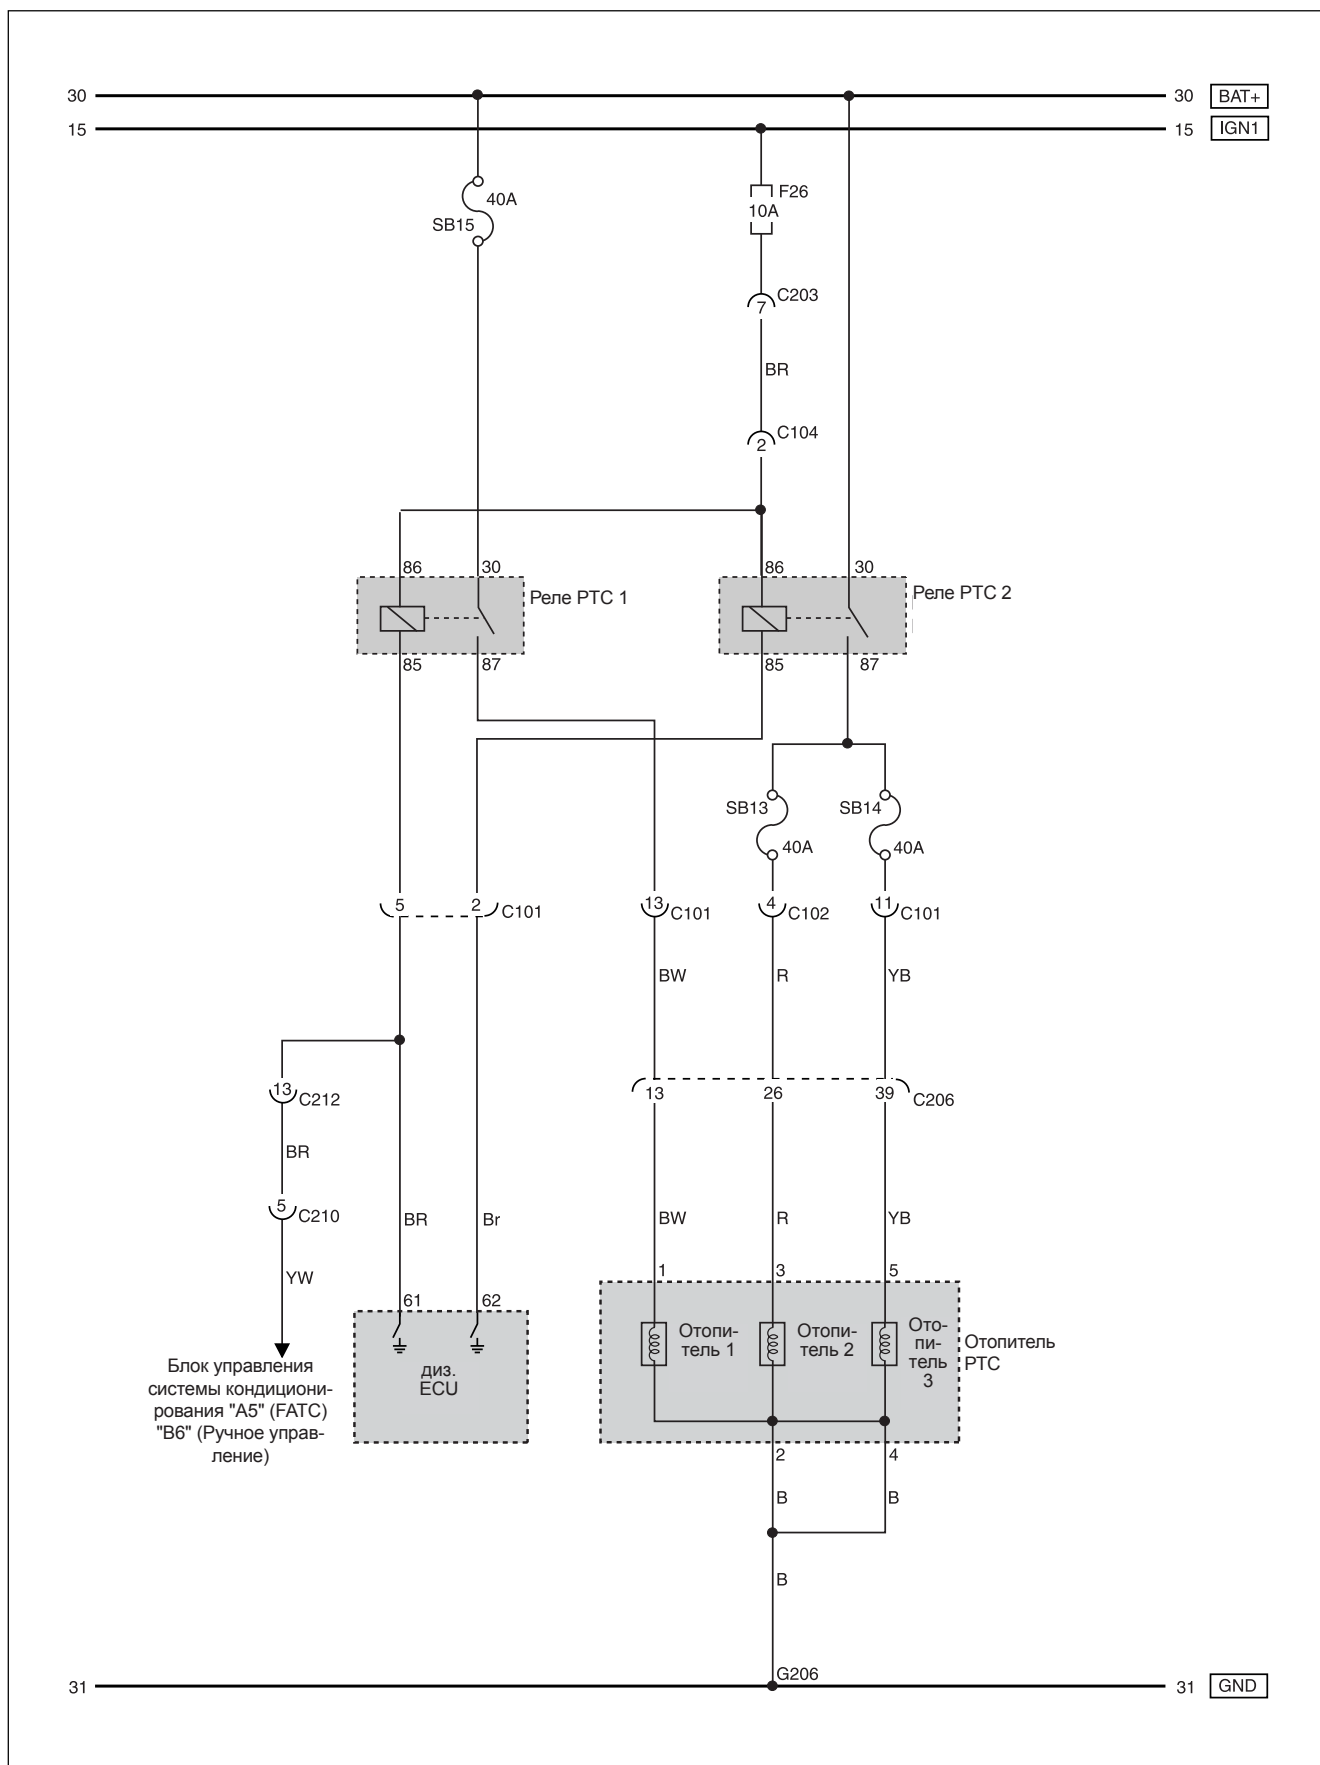 30
30
BAT+
15
15
IGN1
40A
SB15
F26
10A
C203
7
BR
C104
2
86
30
Реле PTC 1
85
87
86
30
Реле PTC 2
85
87
SB13
40A
SB14
40A
5
2
C101
13
C101
4
C102
11
C101
BW
R
YB
13
C212
13
26
39
C206
BR
5
C210
BR
Br
BW
R
YB
YW
61
62
1
3
5
Блок управления
системы кондициони-
рования "A5" (FATC)
"B6" (Ручное управ-
ление)
диз.
ECU
Отопи-
тель 1
Отопи-
тель 2
Ото-
пи-
тель
3
Отопитель
PTC
2
4
B
B
B
G206
31
31
GND